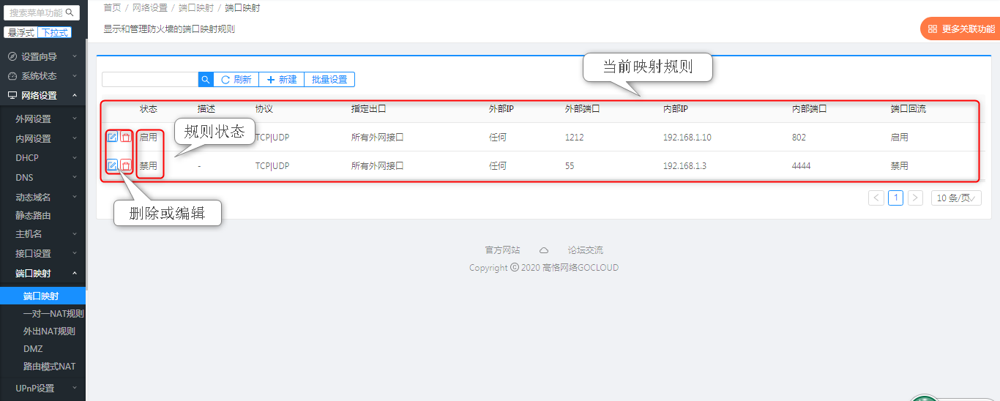 搜索菜单功能
悬浮式 下拉式
设置向导
系统状态
网络设置
外网设置
内网设置
DHCP
DNS
动态域名
静态路由
主机名
接口设置
端口映射
端口映射
一对一NAT规则
外出NAT规则
DMZ
路由模式NAT
UPnP设置
首页 / 网络设置 / 端口映射 / 端口映射
显示和管理防火墙的端口映射规则
更多关联功能
当前映射规则
刷新 新建 批量设置
状态 描述 协议 指定出口 外部IP 外部端口 内部IP 内部端口 端口回流
规则状态
启用 TCP|UDP 所有外网接口 任何 1212 192.168.1.10 802 启用
禁用 - TCP|UDP 所有外网接口 任何 55 192.168.1.3 4444 禁用
1 10 条/页
删除或编辑
官方网站 论坛交流
Copyright © 2020 高恪网络GOCLOUD